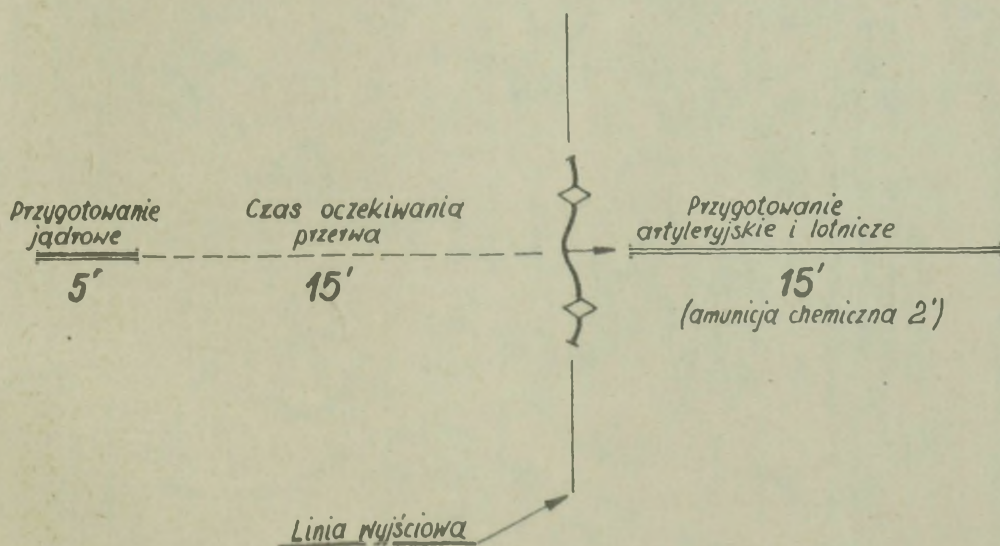 Przygotowanie
jądrowe
5'
Czas oczekiwania
przerwa
15'
Przygotowanie
artyleryjskie i lotnicze
15'
(amunicja chemiczna 2')
Linia wyjściowa